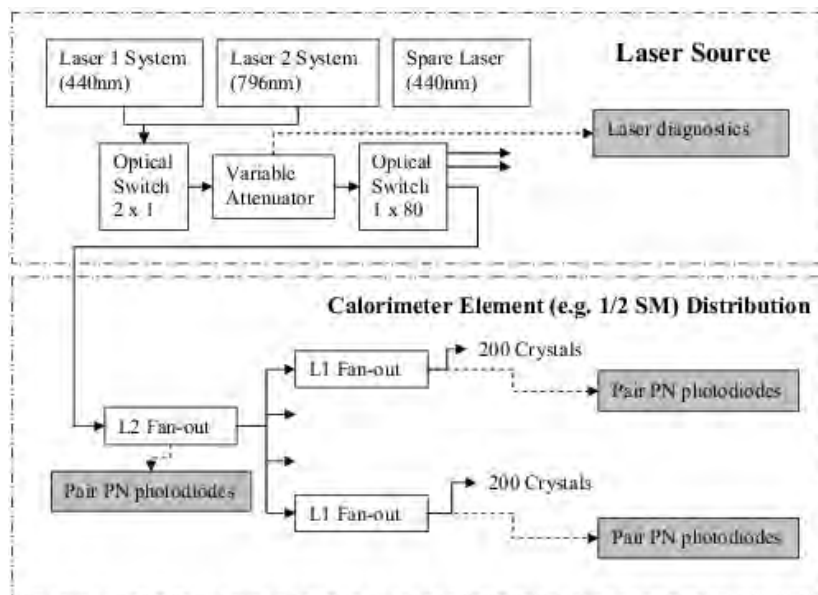 Laser 1 System
(440nm)
Laser 2 System
(796nm)
Spare Laser
(440nm)
Laser Source
Laser diagnostics
Optical
Switch
2 x 1
Variable
Attenuator
Optical
Switch
1 x 80
Calorimeter Element (e.g. 1/2 SM) Distribution
L1 Fan-out
200 Crystals
Pair PN photodiodes
L2 Fan-out
Pair PN photodiodes
L1 Fan-out
200 Crystals
Pair PN photodiodes